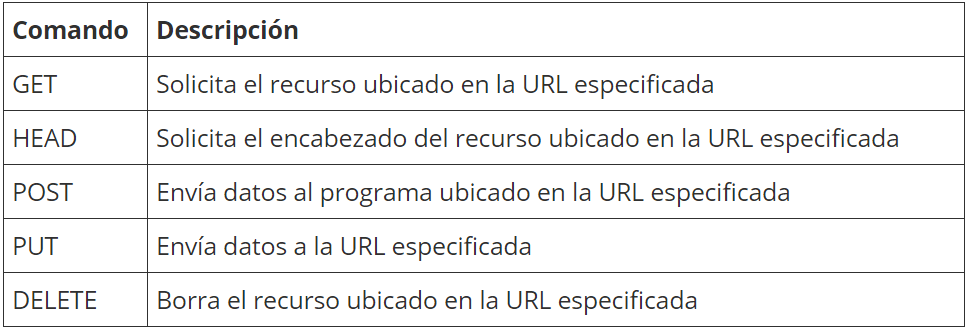 Comando Descripción
GET Solicita el recurso ubicado en la URL especificada
HEAD Solicita el encabezado del recurso ubicado en la URL especificada
POST Envía datos al programa ubicado en la URL especificada
PUT Envía datos a la URL especificada
DELETE Borra el recurso ubicado en la URL especificada